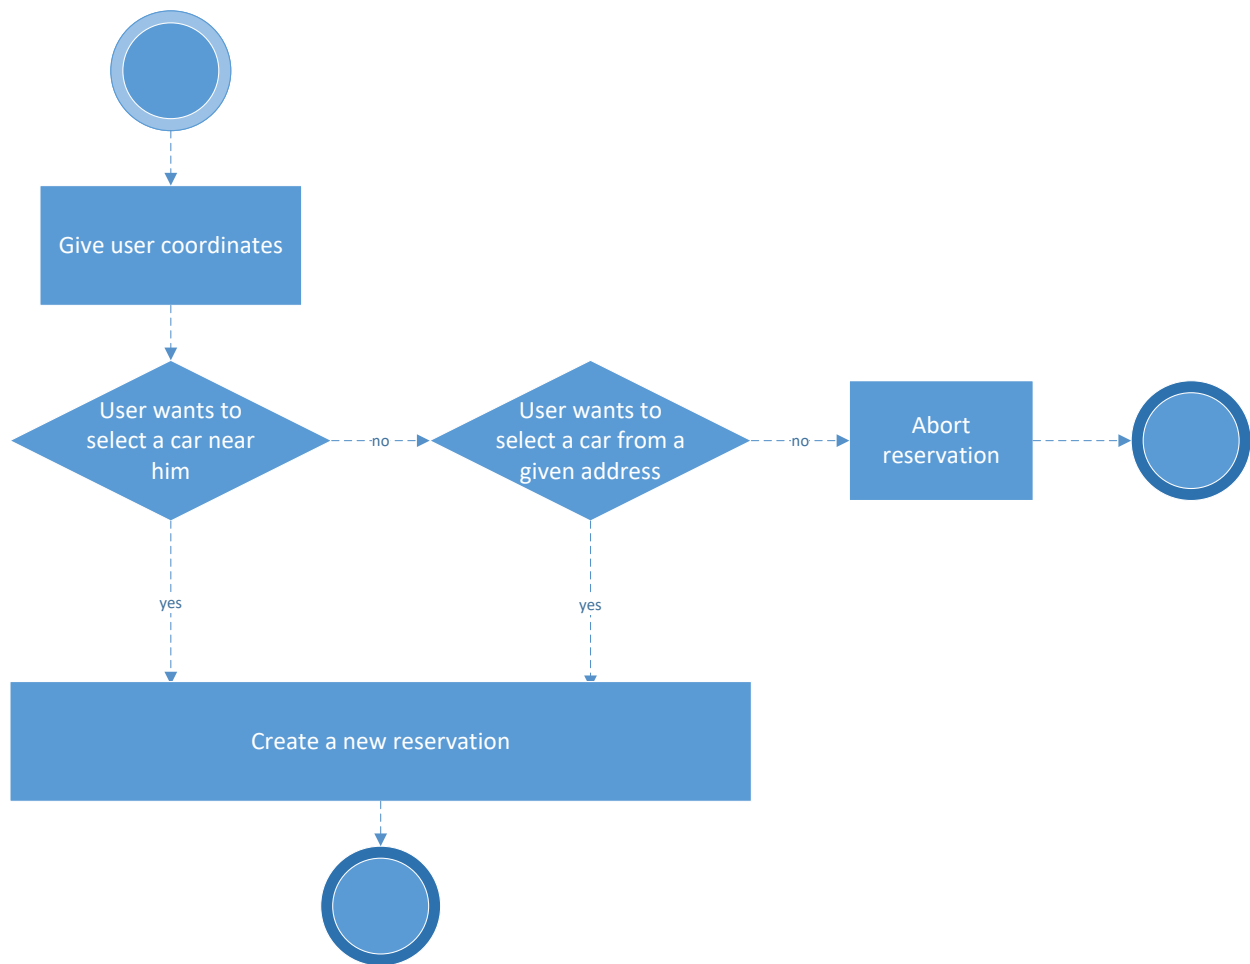 Give user coordinates
User wants to
select a car near
him
no
User wants to
select a car from a
given address
no
Abort
reservation
yes
yes
Create a new reservation